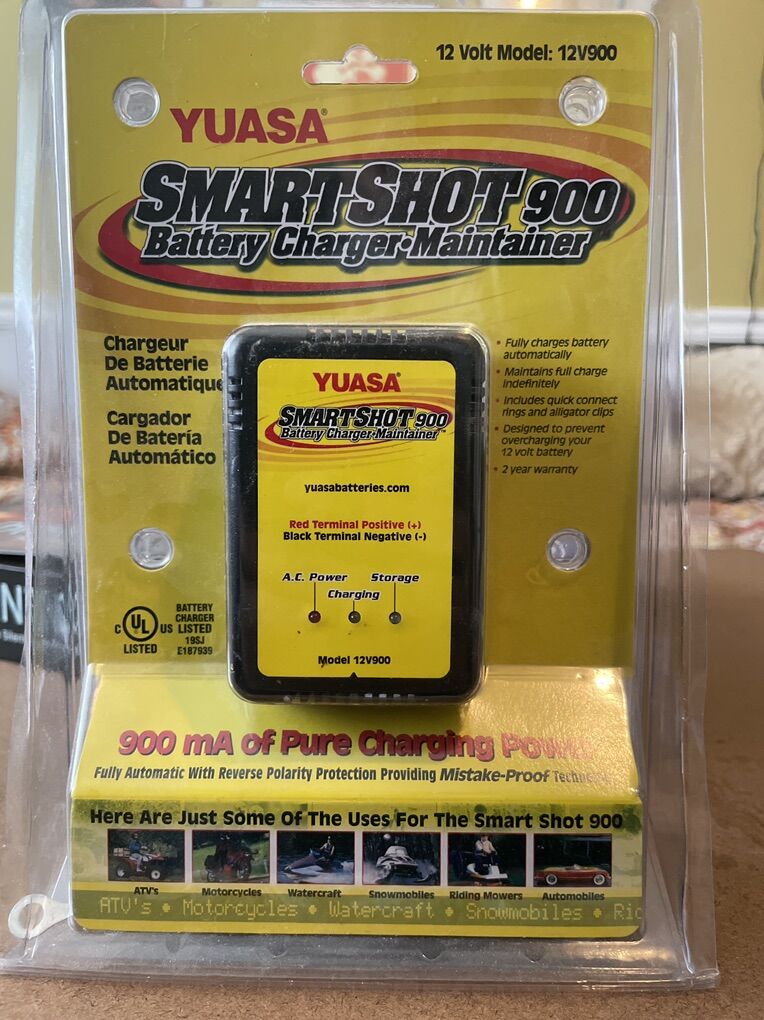 12 Volt Model: 12V900
YUASA®
SMARTSHOT 900
Battery Charger•Maintainer
Chargeur
De Batterie
Automatique
Cargador
De Batería
Automático
• Fully charges battery
automatically
• Maintains full charge
indefinitely
• Includes quick connect
rings and alligator clips
• Designed to prevent
overcharging your
12 volt battery
• 2 year warranty
YUASA®
SMARTSHOT 900
Battery Charger•Maintainer™
yuasabatteries.com
Red Terminal Positive (+)
Black Terminal Negative (-)
A.C. Power Storage
Charging
Model 12V900
C UL US
LISTED
BATTERY
CHARGER
LISTED
19SJ
E187939
900 mA of Pure Charging Power
Fully Automatic With Reverse Polarity Protection Providing Mistake-Proof
Here Are Just Some Of The Uses For The Smart Shot 900
ATV's Motorcycles Watercraft Snowmobiles Riding Mowers Automobiles
ATV's • Motorcycles • Watercraft • Snowmobiles • Ric